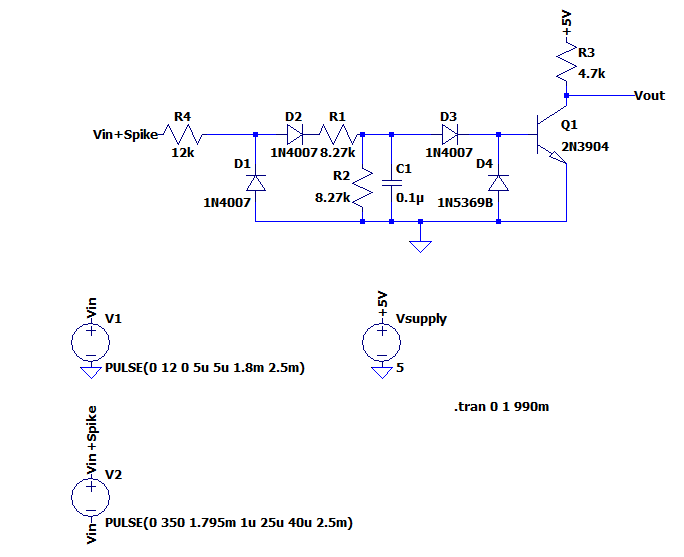 +5V
R3
4.7k
Vout
R4
D2
R1
D3
Q1
Vin+Spike
12k
1N4007
8.27k
1N4007
2N3904
D1
R2
C1
D4
1N4007
8.27k
0.1µ
1N5369B
Vin
V1
PULSE(0 12 0 5u 5u 1.8m 2.5m)
+5V
Vsupply
5
.tran 0 1 990m
Vin+Spike
V2
Vin
PULSE(0 350 1.795m 1u 25u 40u 2.5m)